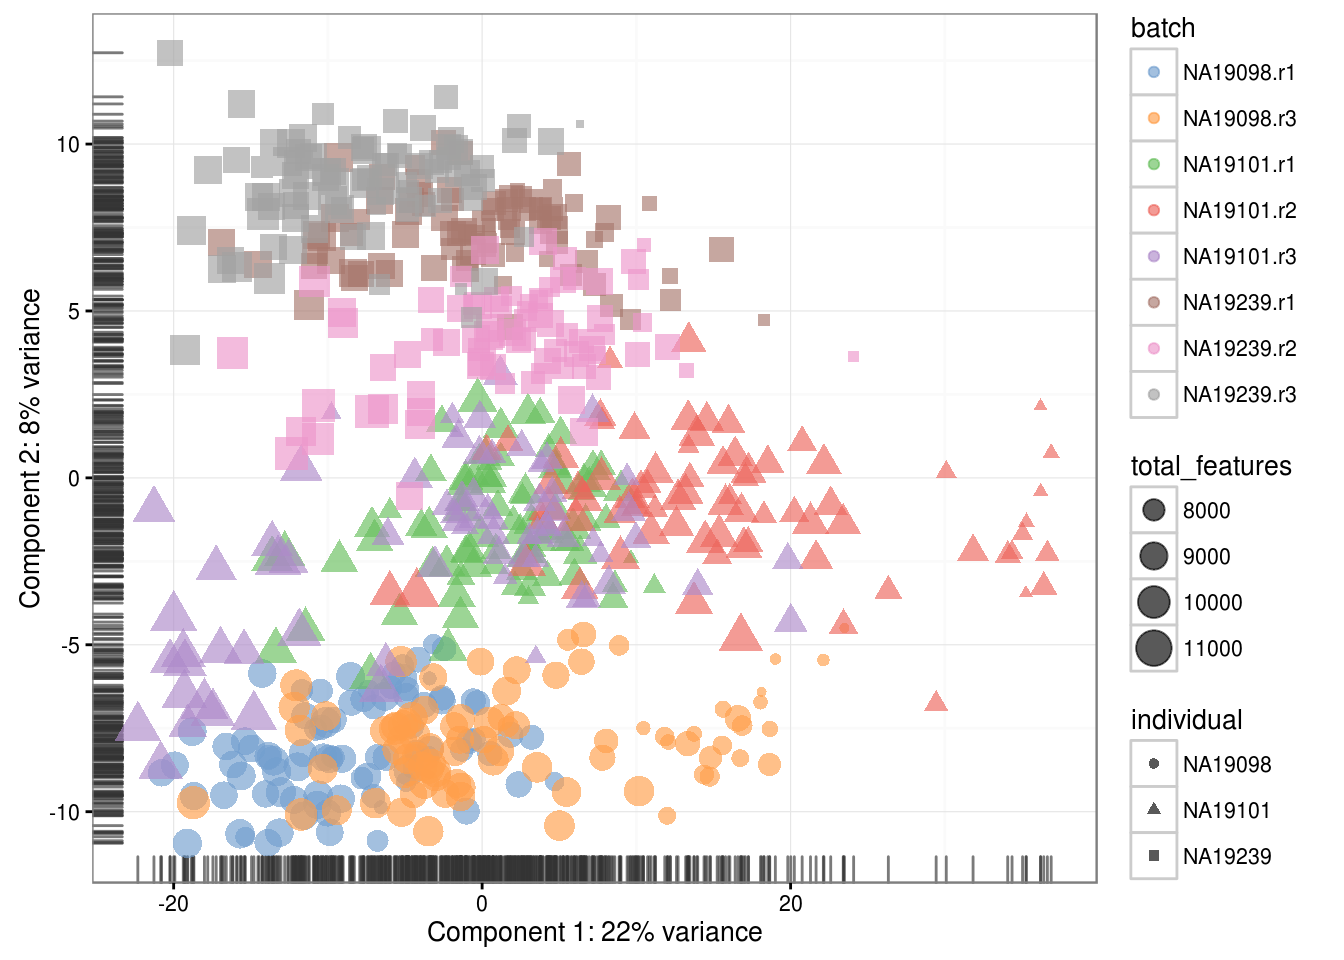 batch
NA19098.r1
NA19098.r3
NA19101.r1
NA19101.r2
NA19101.r3
NA19239.r1
NA19239.r2
NA19239.r3
total_features
8000
9000
10000
11000
individual
NA19098
NA19101
NA19239
Component 2: 8% variance
10
5
0
-5
-10
-20
0
20
Component 1: 22% variance